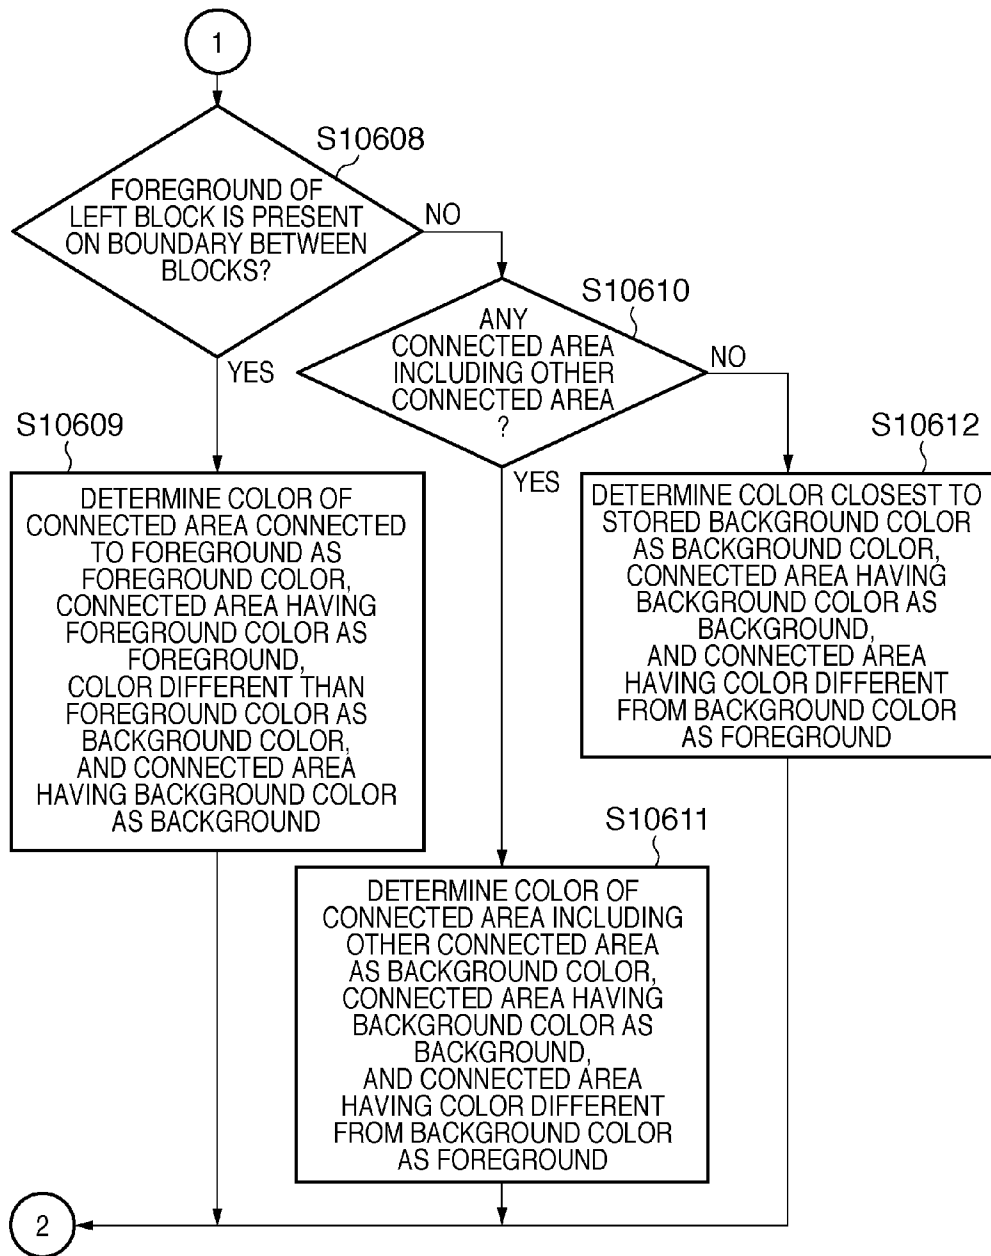 1
S10608
FOREGROUND OF
LEFT BLOCK IS PRESENT
ON BOUNDARY BETWEEN
BLOCKS?
NO
YES
S10610
ANY
CONNECTED AREA
INCLUDING OTHER
CONNECTED AREA
?
NO
YES
S10609
DETERMINE COLOR OF
CONNECTED AREA CONNECTED
TO FOREGROUND AS
FOREGROUND COLOR,
CONNECTED AREA HAVING
FOREGROUND COLOR AS
FOREGROUND,
COLOR DIFFERENT THAN
FOREGROUND COLOR AS
BACKGROUND COLOR,
AND CONNECTED AREA
HAVING BACKGROUND COLOR
AS BACKGROUND
S10612
DETERMINE COLOR CLOSEST TO
STORED BACKGROUND COLOR
AS BACKGROUND COLOR,
CONNECTED AREA HAVING
BACKGROUND COLOR AS
BACKGROUND,
AND CONNECTED AREA
HAVING COLOR DIFFERENT
FROM BACKGROUND COLOR
AS FOREGROUND
S10611
DETERMINE COLOR OF
CONNECTED AREA INCLUDING
OTHER CONNECTED AREA
AS BACKGROUND COLOR,
CONNECTED AREA HAVING
BACKGROUND COLOR AS
BACKGROUND,
AND CONNECTED AREA
HAVING COLOR DIFFERENT
FROM BACKGROUND COLOR
AS FOREGROUND
2